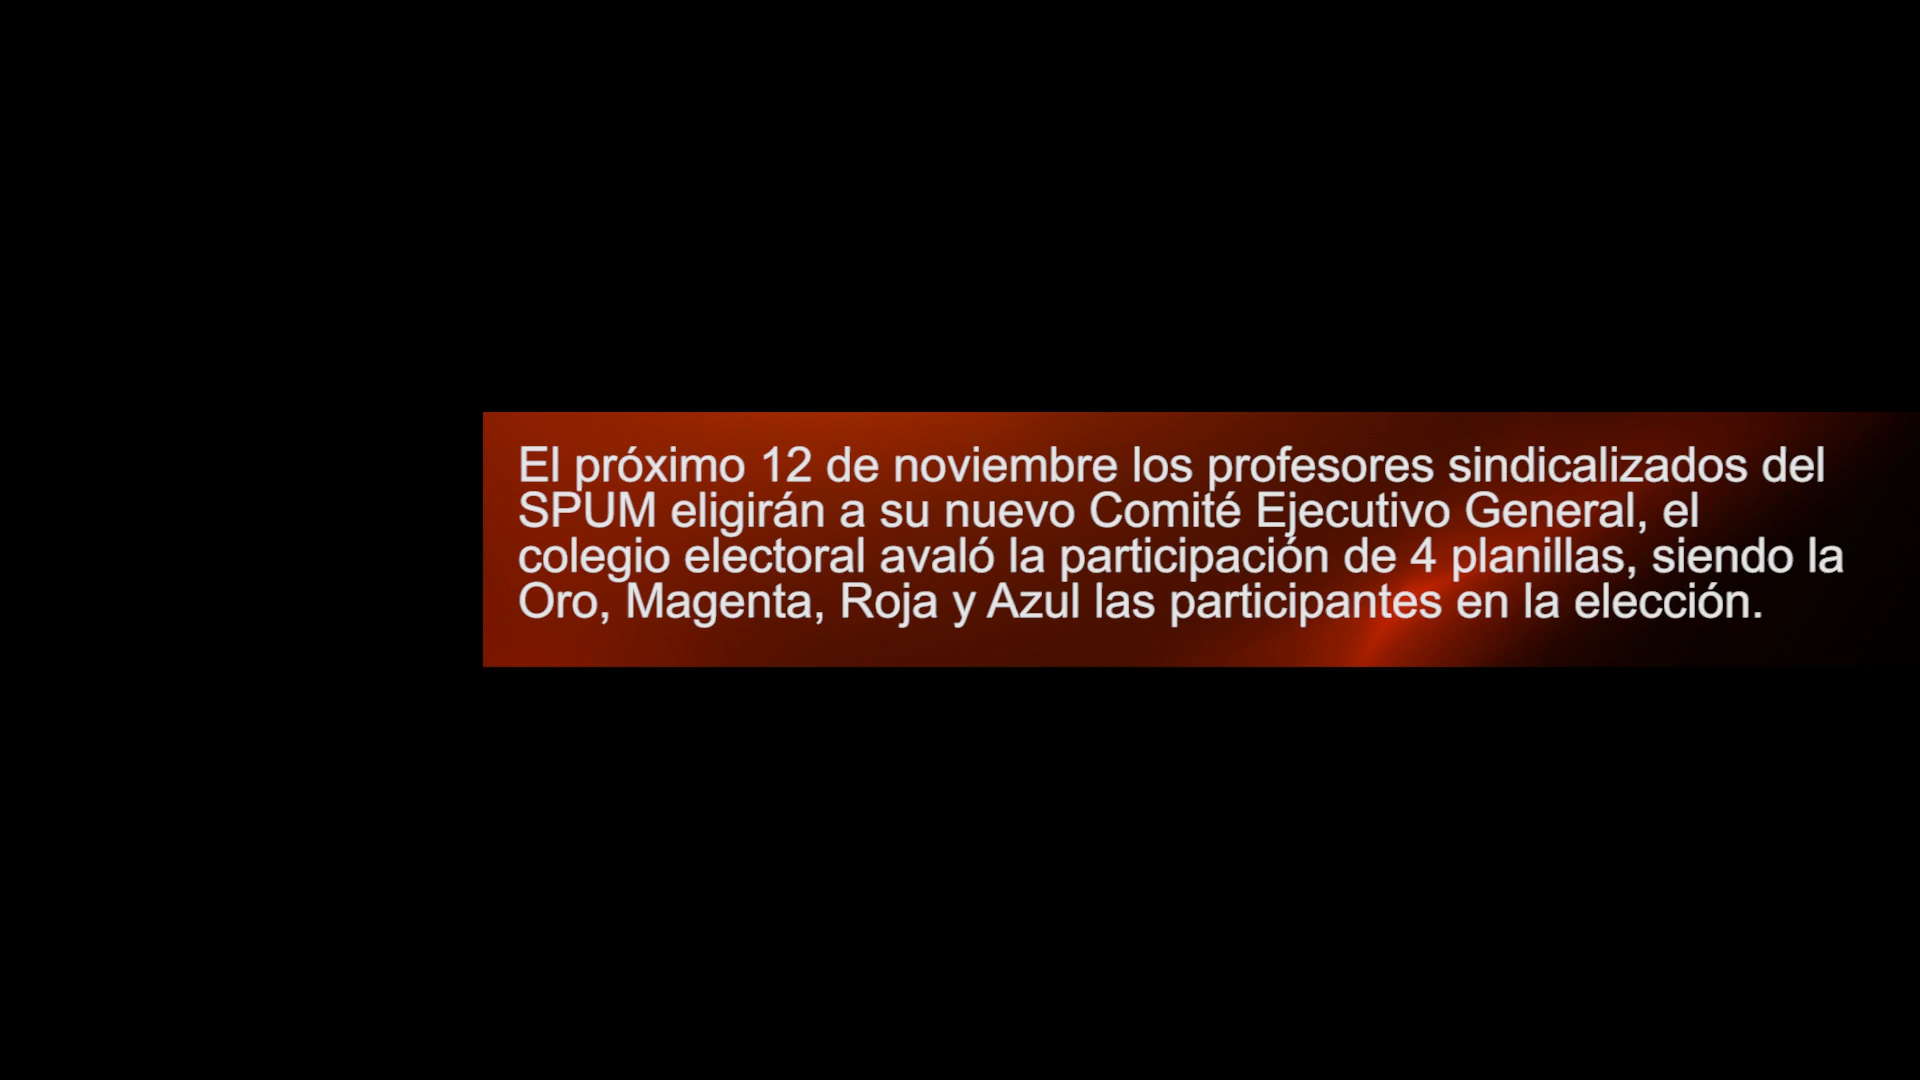 El próximo 12 de noviembre los profesores sindicalizados del
SPUM eligirán a su nuevo Comité Ejecutivo General, el
colegio electoral avaló la participación de 4 planillas, siendo la
Oro, Magenta, Roja y Azul las participantes en la elección.